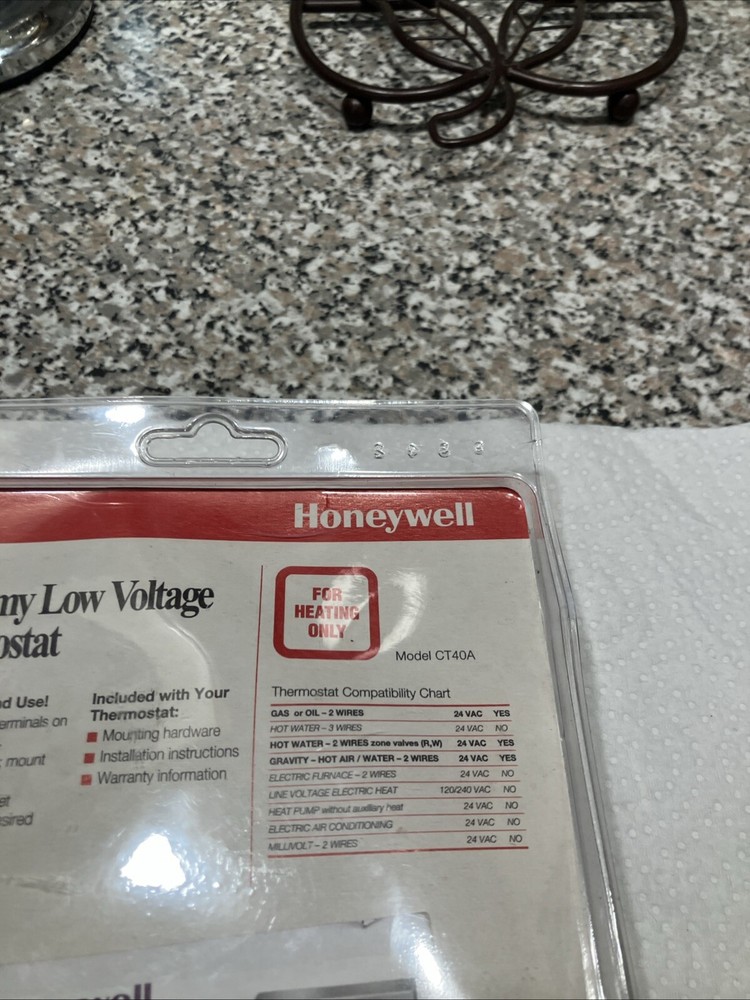 Honeywell
my Low Voltage
ostat
FOR
HEATING
ONLY
Model CT40A
nd Use!
erminals on
mount
et
sired
Included with Your
Thermostat:
Mounting hardware
Installation instructions
Warranty information
Thermostat Compatibility Chart
GAS or OIL – 2 WIRES 24 VAC YES
HOT WATER – 3 WIRES 24 VAC NO
HOT WATER – 2 WIRES zone valves (R,W) 24 VAC YES
GRAVITY – HOT AIR / WATER – 2 WIRES 24 VAC YES
ELECTRIC FURNACE – 2 WIRES 24 VAC NO
LINE VOLTAGE ELECTRIC HEAT 120/240 VAC NO
HEAT PUMP without auxiliary heat 24 VAC NO
ELECTRIC AIR CONDITIONING 24 VAC NO
MILLIVOLT – 2 WIRES 24 VAC NO
well